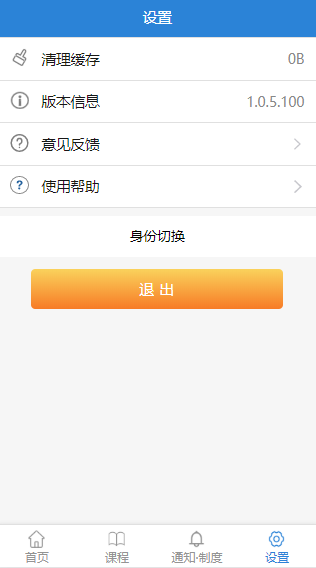 设置
清理缓存 0B
版本信息 1.0.5.100
意见反馈
使用帮助
身份切换
退 出
首页 课程 通知·制度 设置